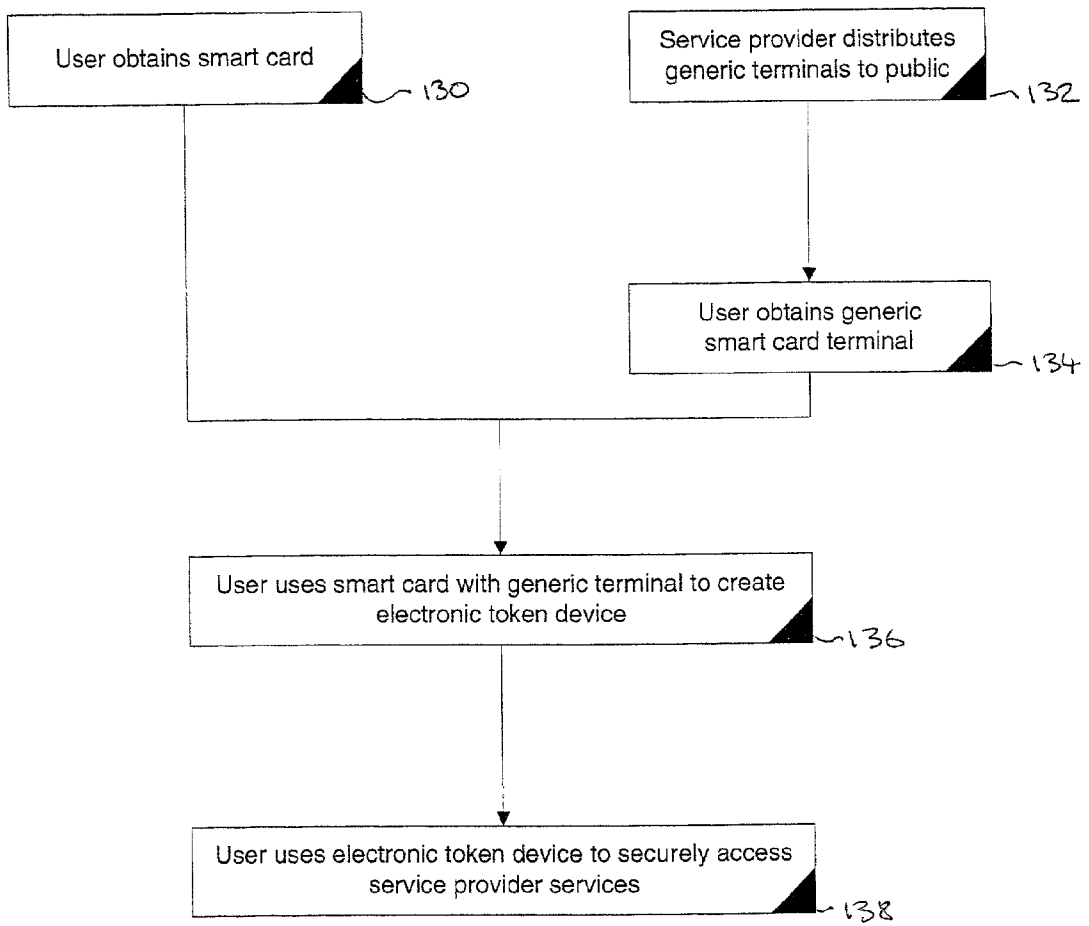 User obtains smart card
130
Service provider distributes
generic terminals to public
132
User obtains generic
smart card terminal
134
User uses smart card with generic terminal to create
electronic token device
136
User uses electronic token device to securely access
service provider services
138